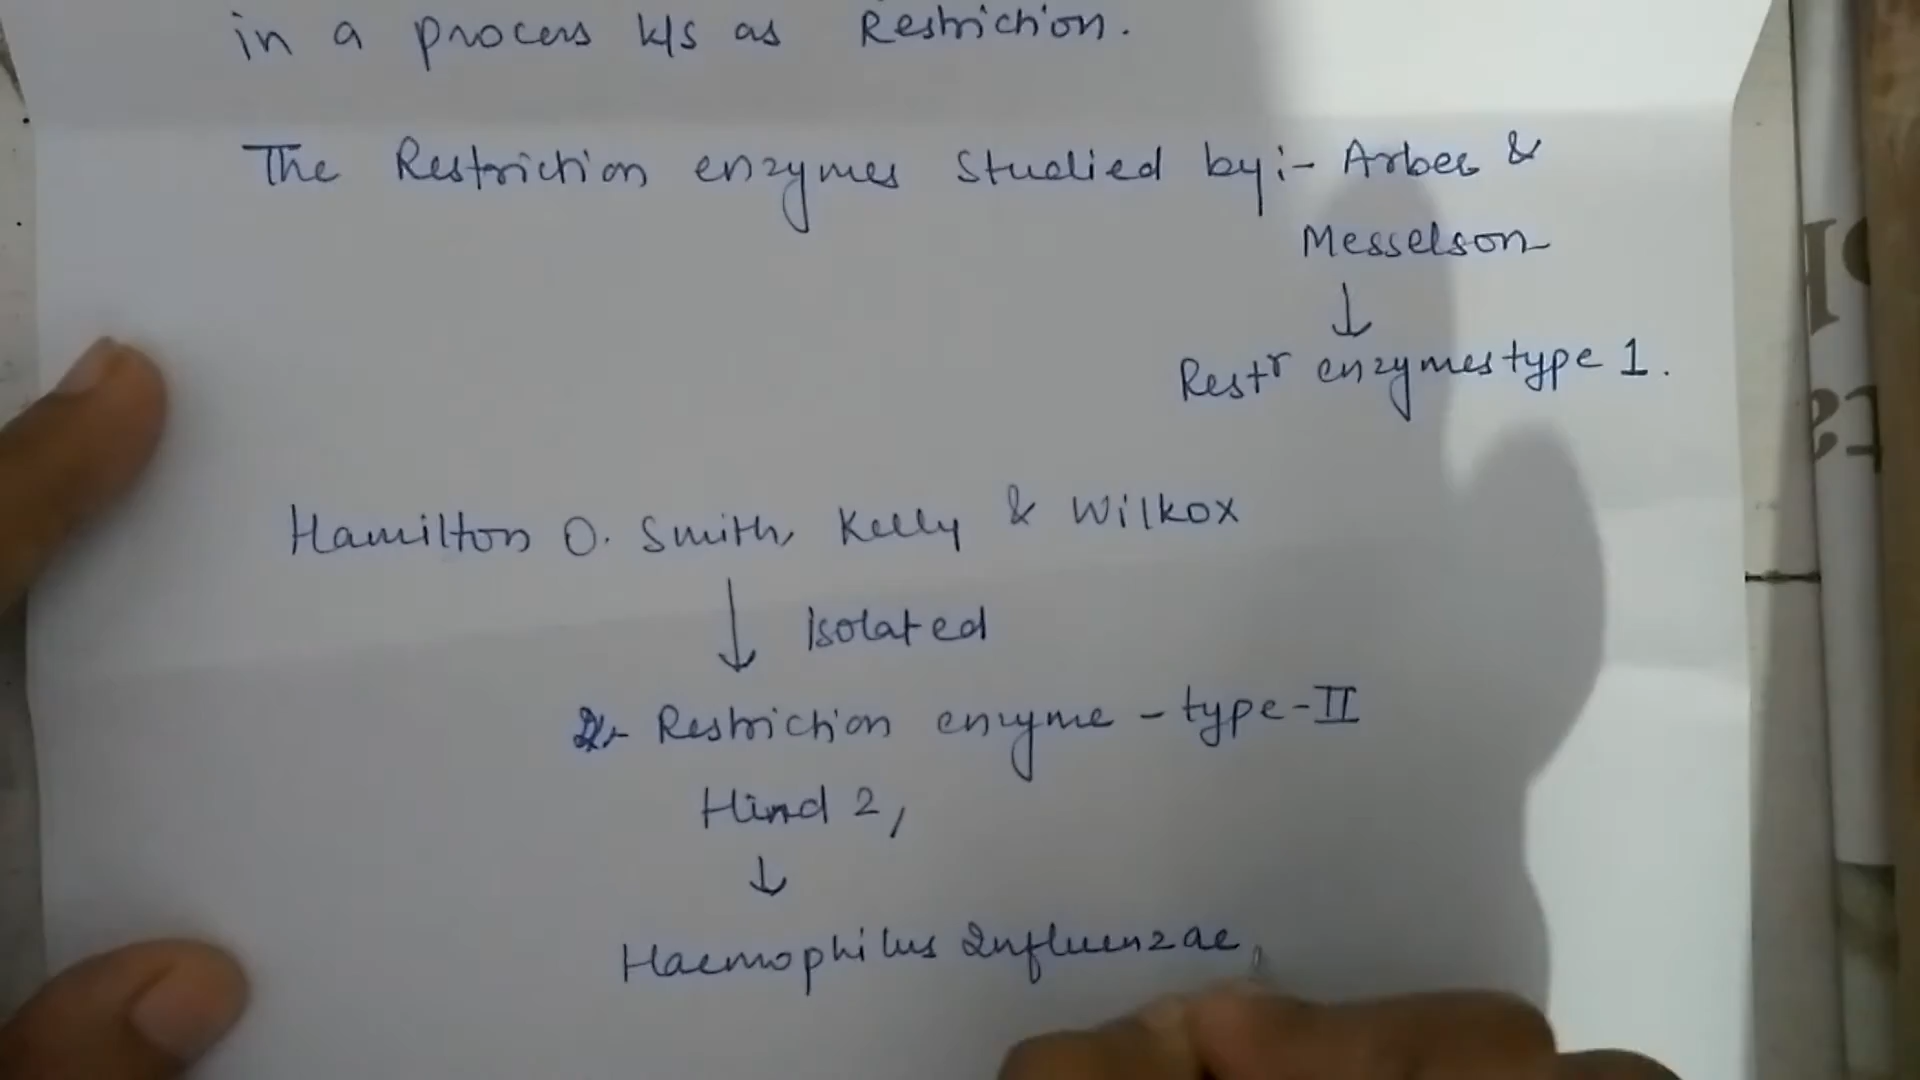 in a process k/s as Restriction.
The Restriction enzymes Studied by:- Arber &
Messelson
↓
Restr enzymes type 1.
Hamilton O. Smith, Kelly & Wilkox
↓ Isolated
Restriction enzyme - type - II
Hind 2,
↓
Haemophilus Influenzae,